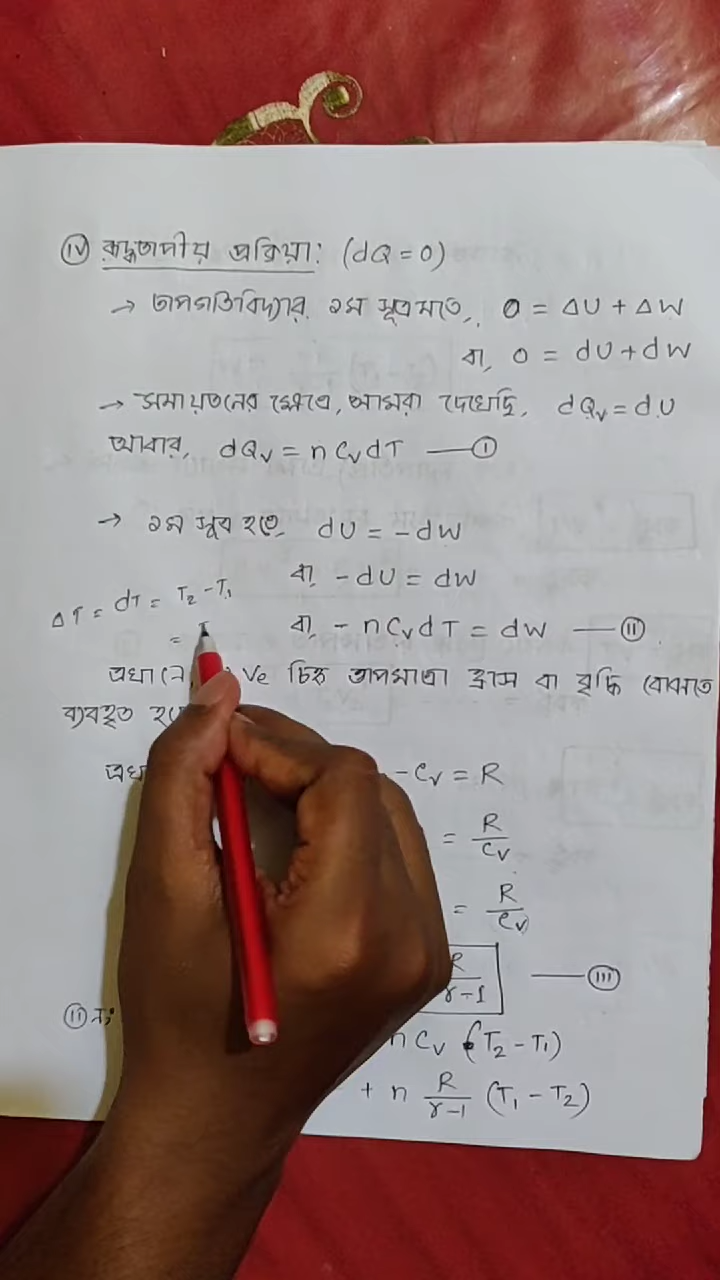 (IV) রুদ্ধতাপীয় প্রক্রিয়া: (dQ = 0)
→ তাপগতিবিদ্যার ১ম সূত্রমতে, 0 = ΔU + ΔW
বা, 0 = dU + dW
→ সমায়তনের ক্ষেত্রে, আমরা দেখেছি, dQᵥ = dU
আবার, dQᵥ = nCᵥdT —— (I)
→ ১ম সূত্র হতে, dU = -dW
বা, -dU = dW
ΔT = dT = T₂ - T₁
=
বা, - nCᵥdT = dW —— (II)
এখানে, ve চিহ্ন তাপমাত্রা হ্রাস বা বৃদ্ধি বোঝাতে
ব্যবহৃত
- Cᵥ = R
= R/Cᵥ
= R/Cᵥ
R/γ-1 —— (III)
(II) নং
nCᵥ (T₂ - T₁)
+ n R/γ-1 (T₁ - T₂)